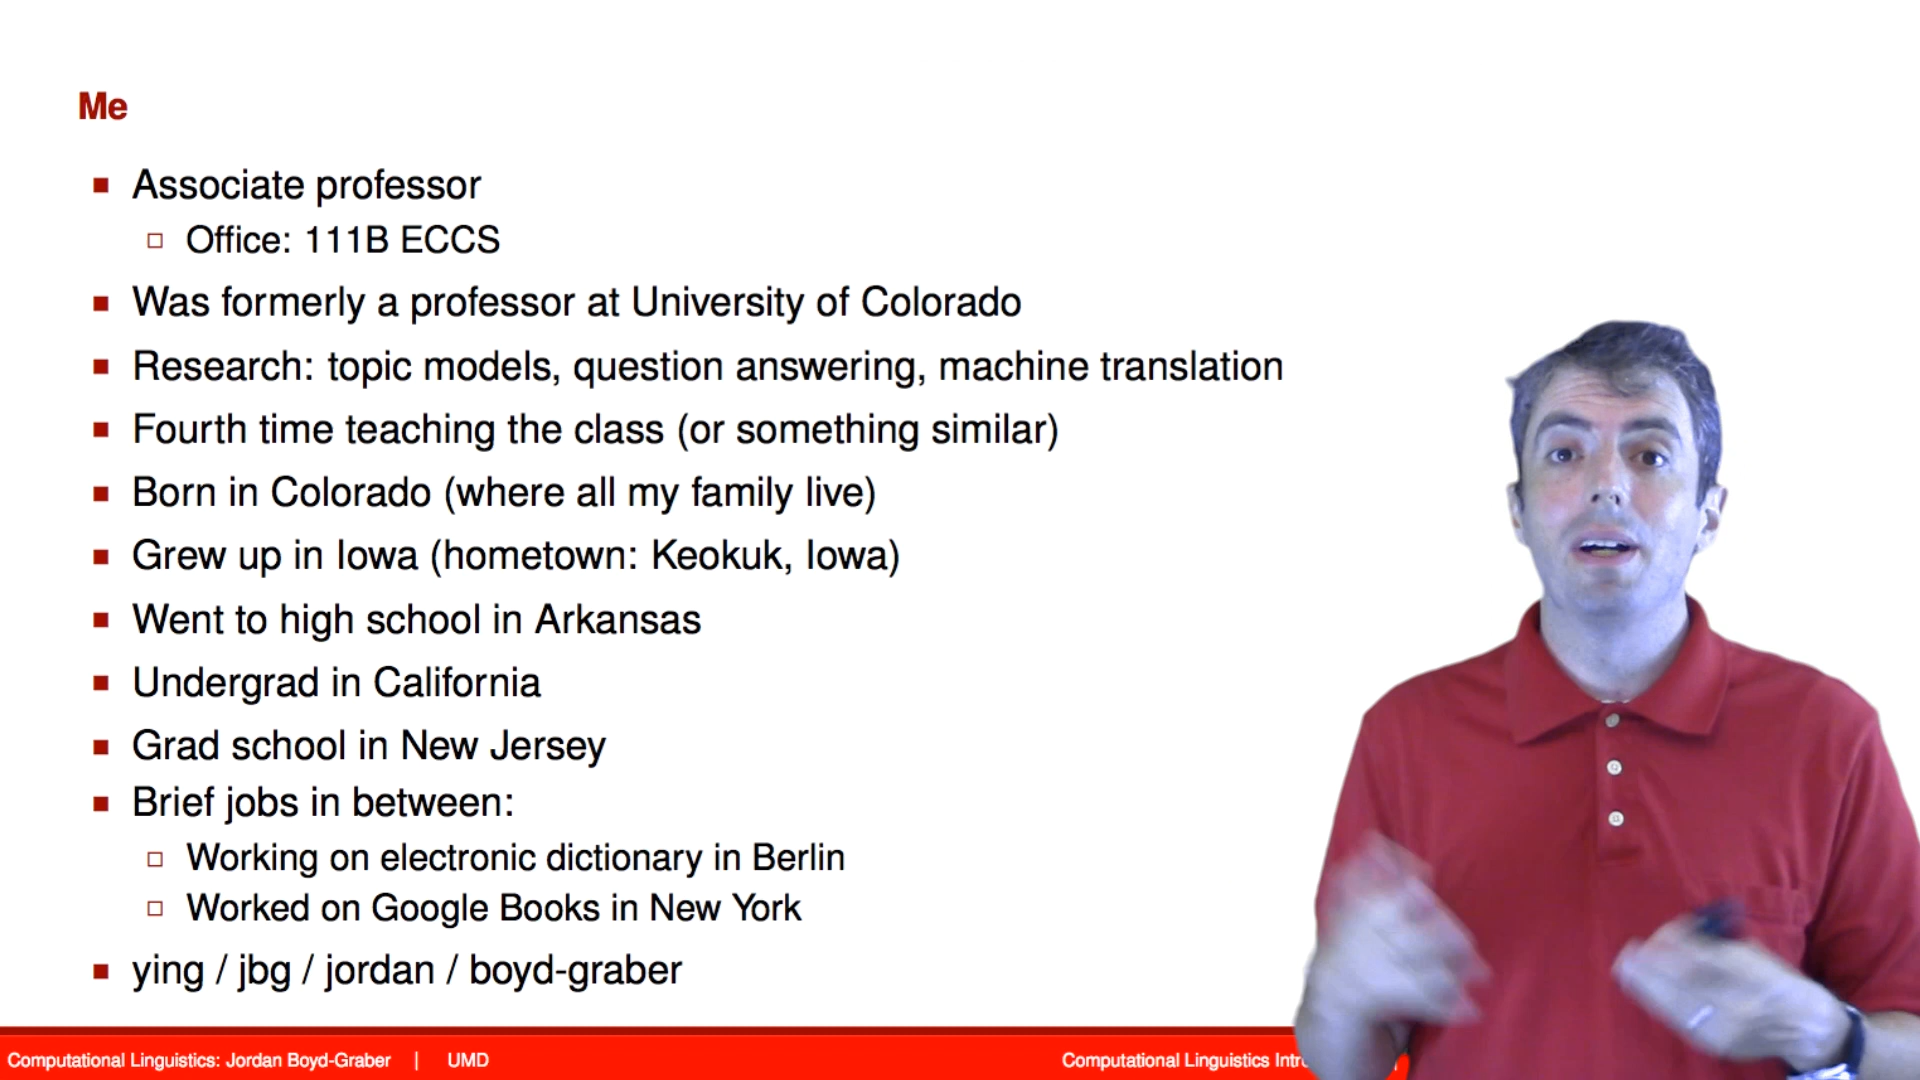 Me
Associate professor
Office: 111B ECCS
Was formerly a professor at University of Colorado
Research: topic models, question answering, machine translation
Fourth time teaching the class (or something similar)
Born in Colorado (where all my family live)
Grew up in Iowa (hometown: Keokuk, Iowa)
Went to high school in Arkansas
Undergrad in California
Grad school in New Jersey
Brief jobs in between:
Working on electronic dictionary in Berlin
Worked on Google Books in New York
ying / jbg / jordan / boyd-graber
Computational Linguistics: Jordan Boyd-Graber | UMD
Computational Linguistics